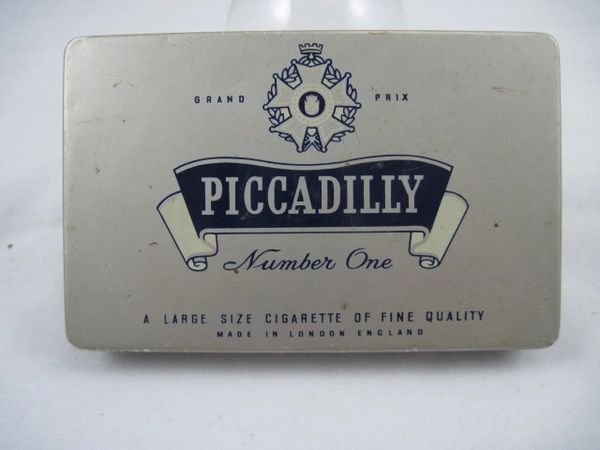 GRAND PRIX
PICCADILLY
Number One
A LARGE SIZE CIGARETTE OF FINE QUALITY
MADE IN LONDON ENGLAND